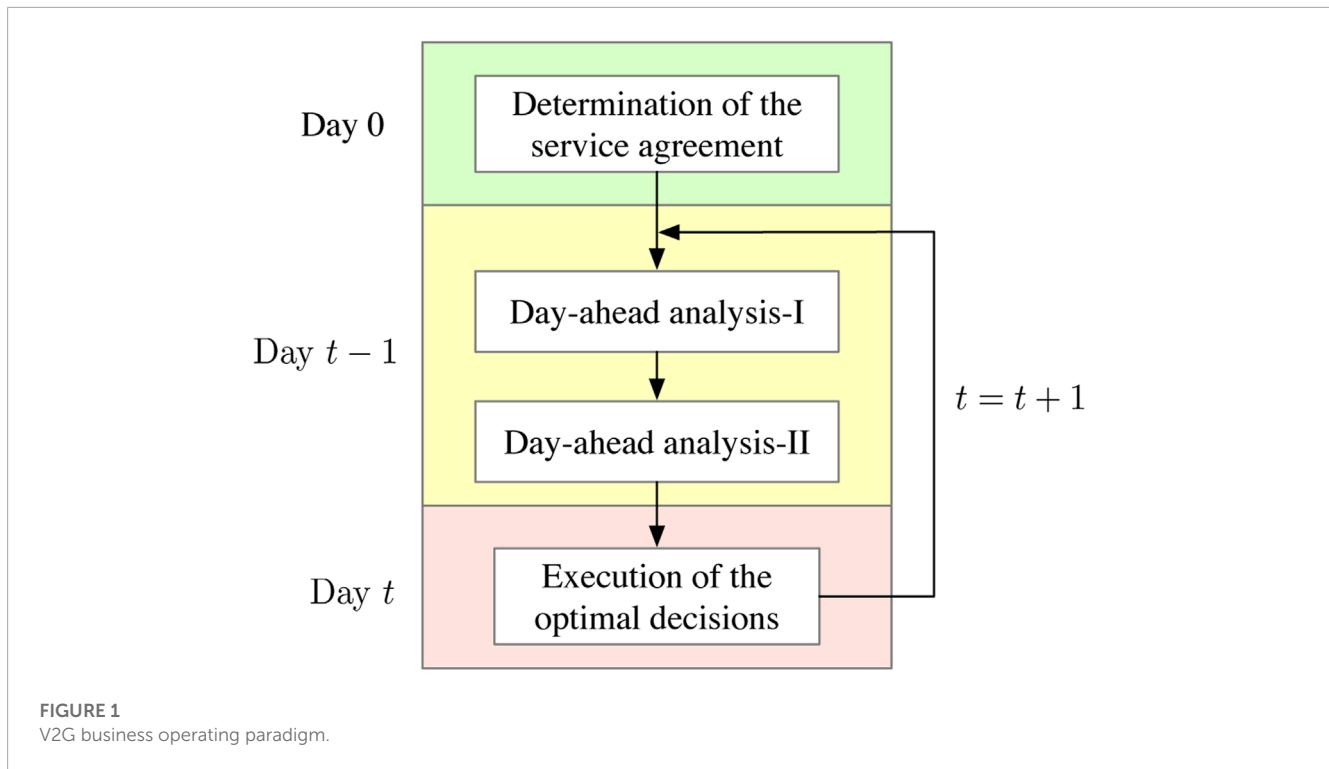 Day 0
Determination of the
service agreement
Day t − 1
Day-ahead analysis-I
Day-ahead analysis-II
t = t + 1
Day t
Execution of the
optimal decisions
FIGURE 1
V2G business operating paradigm.